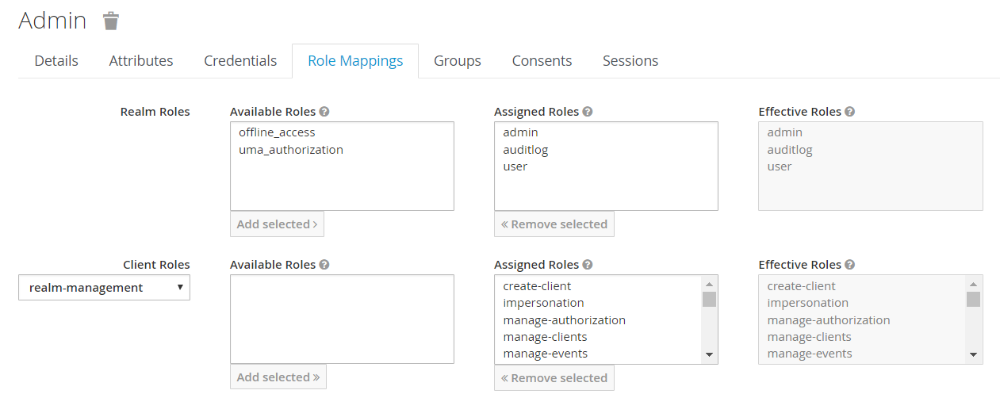 Admin
Details Attributes Credentials Role Mappings Groups Consents Sessions
Realm Roles
Available Roles
offline_access
uma_authorization
Add selected
Assigned Roles
admin
auditlog
user
Remove selected
Effective Roles
admin
auditlog
user
Client Roles
realm-management
Available Roles
Add selected
Assigned Roles
create-client
impersonation
manage-authorization
manage-clients
manage-events
Remove selected
Effective Roles
create-client
impersonation
manage-authorization
manage-clients
manage-events